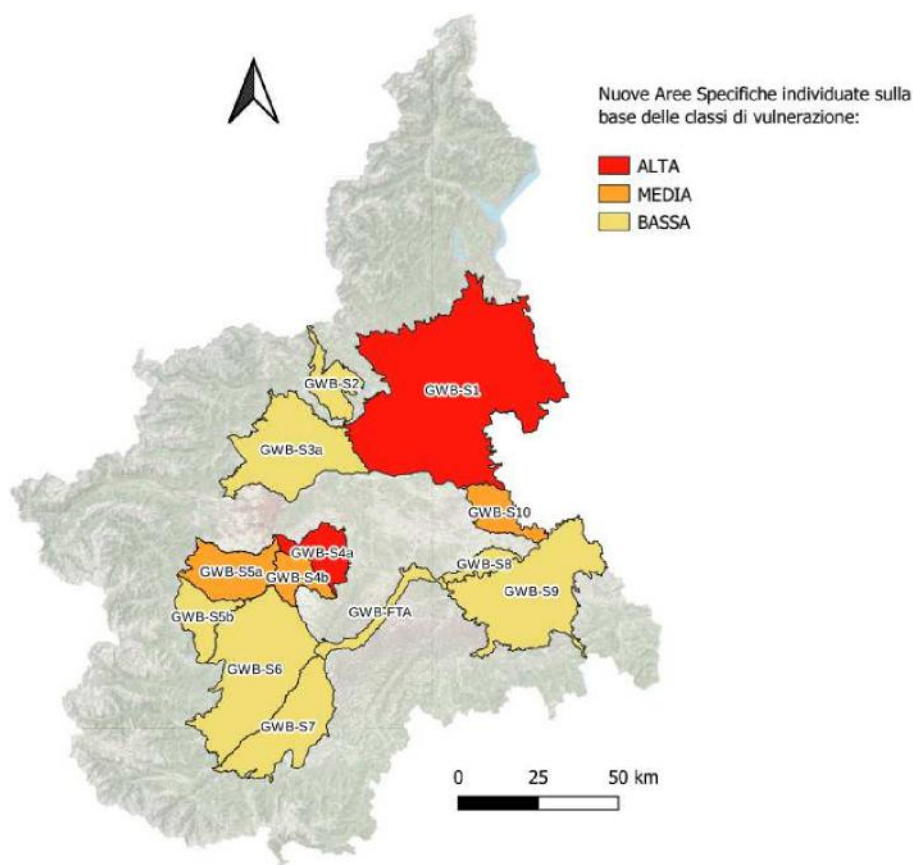 Nuove Aree Specifiche individuate sulla
base delle classi di vulnerazione:
ALTA
MEDIA
BASSA
GWB-S1
GWB-S2
GWB-S3a
GWB-S10
GWB-S4a
GWB-S5a
GWB-S4b
GWB-S8
GWB-S9
GWB-FTA
GWB-S5b
GWB-S6
GWB-S7
0 25 50 km